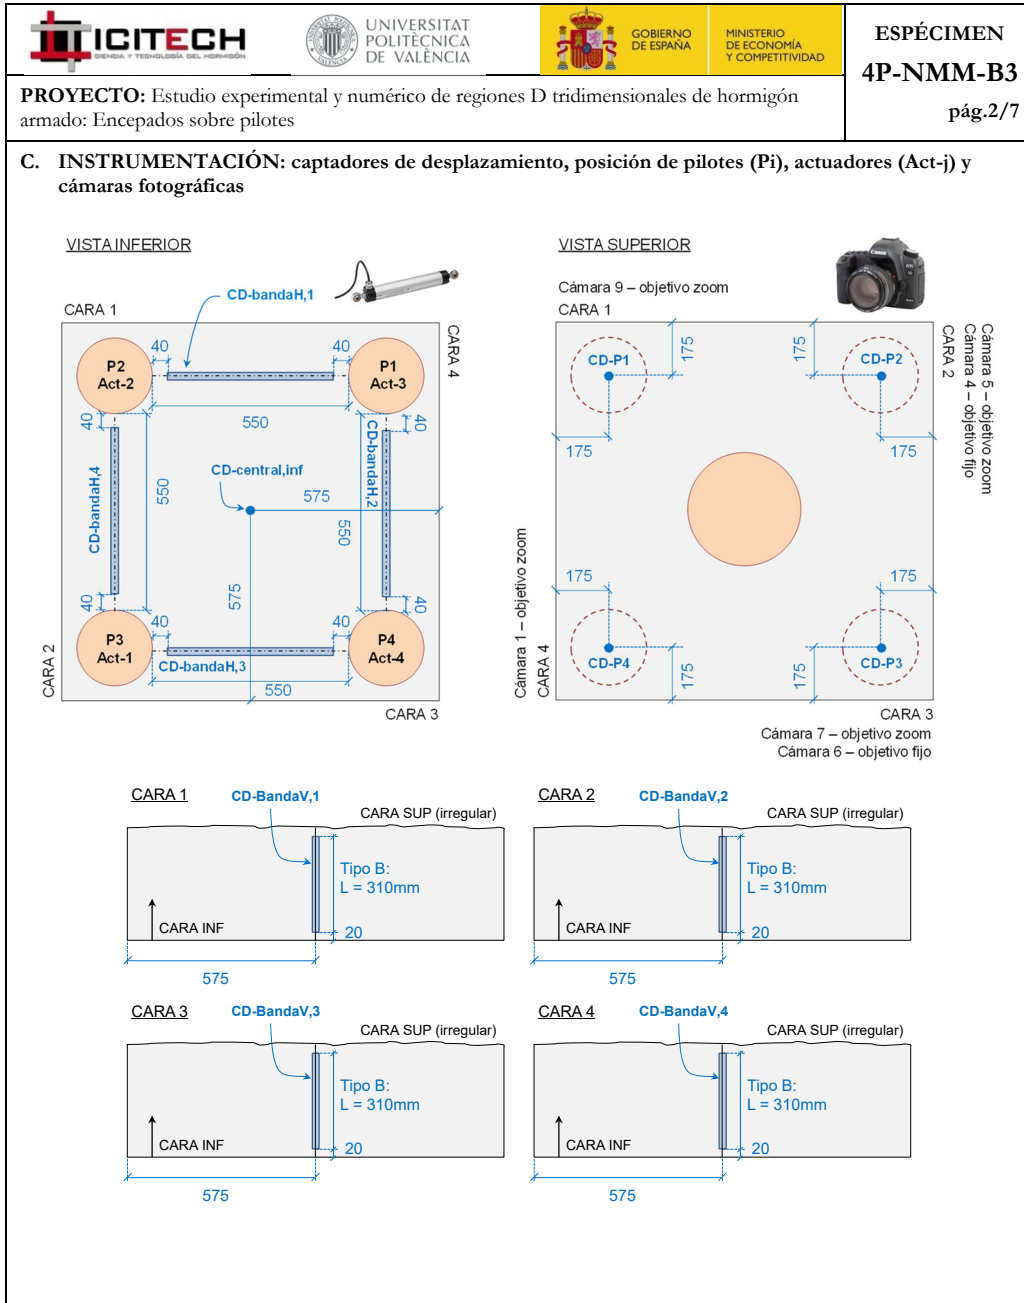 ICITECH
CIENCIA Y TECNOLOGÍA DEL HORMIGÓN
UNIVERSITAT
POLITÈCNICA
DE VALÈNCIA
GOBIERNO
DE ESPAÑA
MINISTERIO
DE ECONOMÍA
Y COMPETITIVIDAD
ESPÉCIMEN
4P-NMM-B3
pág.2/7
PROYECTO: Estudio experimental y numérico de regiones D tridimensionales de hormigón
armado: Encepados sobre pilotes
C. INSTRUMENTACIÓN: captadores de desplazamiento, posición de pilotes (Pi), actuadores (Act-j) y
cámaras fotográficas
VISTA INFERIOR
CARA 1
CD-bandaH,1
CARA 4
P2
Act-2
40
40
P1
Act-3
550
40
40
CD-bandaH,4
550
CD-central,inf
575
CD-bandaH,2
550
575
40
40
P3
Act-1
40
40
P4
Act-4
CD-bandaH,3
550
CARA 2
CARA 3
VISTA SUPERIOR
Canon
Cámara 9 – objetivo zoom
CARA 1
CD-P1
175
175
CD-P2
175
175
CARA 2
Cámara 4 – objetivo fijo
Cámara 5 – objetivo zoom
Cámara 1 – objetivo zoom
CARA 4
175
175
CD-P4
175
175
CD-P3
CARA 3
Cámara 7 – objetivo zoom
Cámara 6 – objetivo fijo
CARA 1
CD-BandaV,1
CARA SUP (irregular)
Tipo B:
L = 310mm
CARA INF
20
575
CARA 2
CD-BandaV,2
CARA SUP (irregular)
Tipo B:
L = 310mm
CARA INF
20
575
CARA 3
CD-BandaV,3
CARA SUP (irregular)
Tipo B:
L = 310mm
CARA INF
20
575
CARA 4
CD-BandaV,4
CARA SUP (irregular)
Tipo B:
L = 310mm
CARA INF
20
575